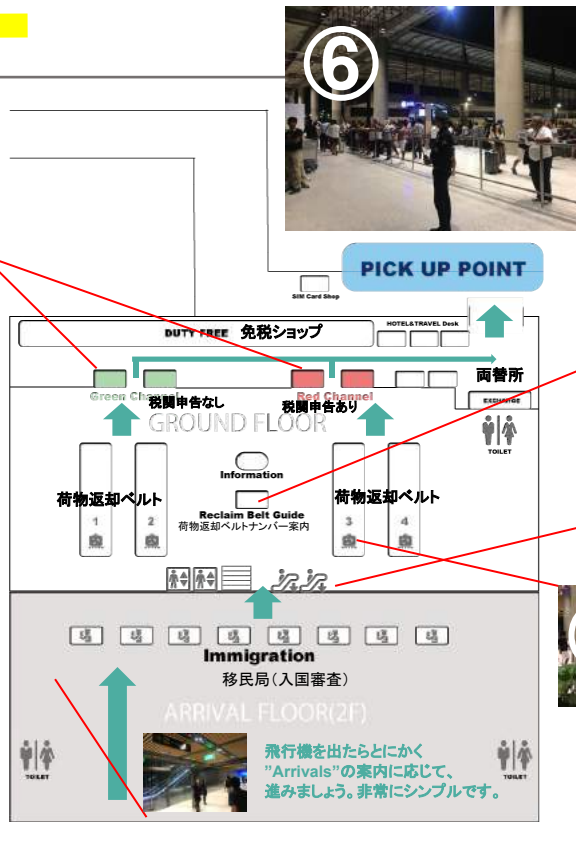 ⑥
PICK UP POINT
SIM Card Shop
DUTY FREE 免税ショップ
HOTEL&TRAVEL Desk
両替所
EXCHANGE
Green Channel
税関申告なし
Red Channel
税関申告あり
GROUND FLOOR
TOILET
Information
荷物返却ベルト
荷物返却ベルト
Reclaim Belt Guide
荷物返却ベルトナンバー案内
1
2
3
4
Immigration
移民局(入国審査)
ARRIVAL FLOOR(2F)
飛行機を出たらとにかく
”Arrivals”の案内に応じて、
進みましょう。非常にシンプルです。
TOILET
TOILET